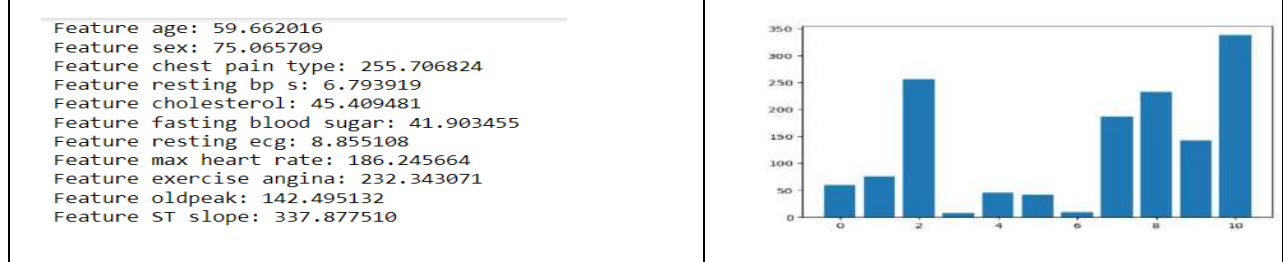 Feature age: 59.662016
Feature sex: 75.065709
Feature chest pain type: 255.706824
Feature resting bp s: 6.793919
Feature cholesterol: 45.409481
Feature fasting blood sugar: 41.903455
Feature resting ecg: 8.855108
Feature max heart rate: 186.245664
Feature exercise angina: 232.343071
Feature oldpeak: 142.495132
Feature ST slope: 337.877510
350
300
250
200
150
100
50
0
0 2 4 6 8 10